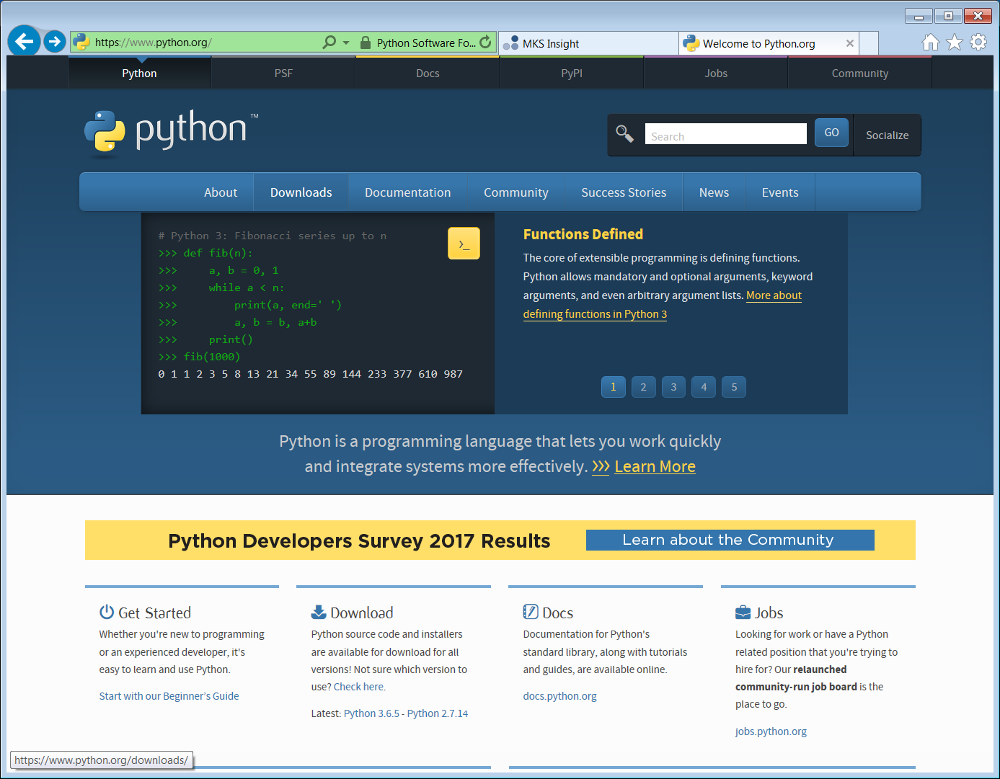 https://www.python.org/
Python Software Fo...
MKS Insight
Welcome to Python.org
Python
PSF
Docs
PyPI
Jobs
Community
python™
Search
GO
Socialize
About
Downloads
Documentation
Community
Success Stories
News
Events
# Python 3: Fibonacci series up to n
>>> def fib(n):
>>>     a, b = 0, 1
>>>     while a < n:
>>>         print(a, end=' ')
>>>         a, b = b, a+b
>>>     print()
>>> fib(1000)
0 1 1 2 3 5 8 13 21 34 55 89 144 233 377 610 987
>_
Functions Defined
The core of extensible programming is defining functions.
Python allows mandatory and optional arguments, keyword
arguments, and even arbitrary argument lists. More about
defining functions in Python 3
1 2 3 4 5
Python is a programming language that lets you work quickly
and integrate systems more effectively. >>> Learn More
Python Developers Survey 2017 Results
Learn about the Community
Get Started
Whether you're new to programming
or an experienced developer, it's
easy to learn and use Python.
Start with our Beginner’s Guide
Download
Python source code and installers
are available for download for all
versions! Not sure which version to
use? Check here.
Latest: Python 3.6.5 - Python 2.7.14
Docs
Documentation for Python's
standard library, along with tutorials
and guides, are available online.
docs.python.org
Jobs
Looking for work or have a Python
related position that you're trying to
hire for? Our relaunched
community-run job board is the
place to go.
jobs.python.org
https://www.python.org/downloads/